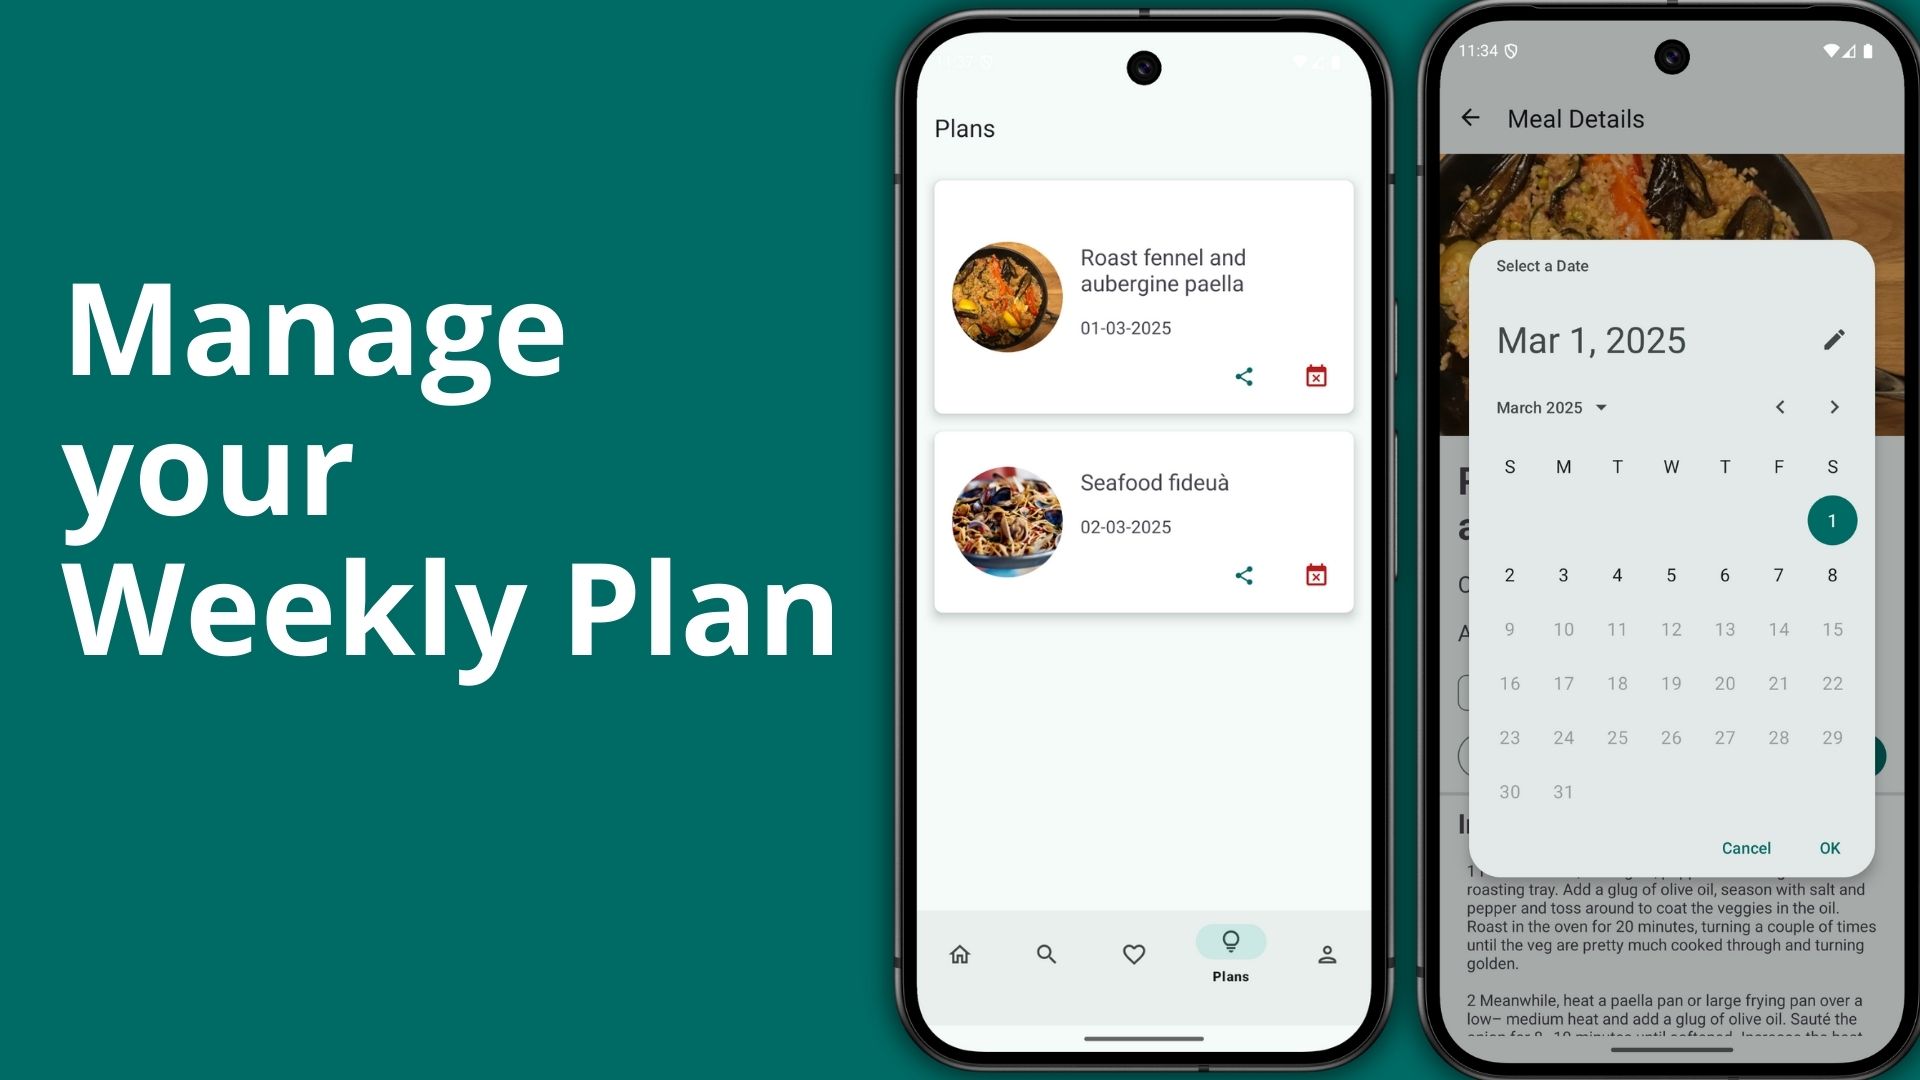 Manage
your
Weekly Plan
Plans
Roast fennel and
aubergine paella
01-03-2025
Seafood fideuà
02-03-2025
Plans
11:34
Meal Details
Select a Date
Mar 1, 2025
March 2025
S M T W T F S
1
2 3 4 5 6 7 8
9 10 11 12 13 14 15
16 17 18 19 20 21 22
23 24 25 26 27 28 29
30 31
Cancel OK
roasting tray. Add a glug of olive oil, season with salt and
pepper and toss around to coat the veggies in the oil.
Roast in the oven for 20 minutes, turning a couple of times
until the veg are pretty much cooked through and turning
golden.
2 Meanwhile, heat a paella pan or large frying pan over a
low– medium heat and add a glug of olive oil. Sauté the